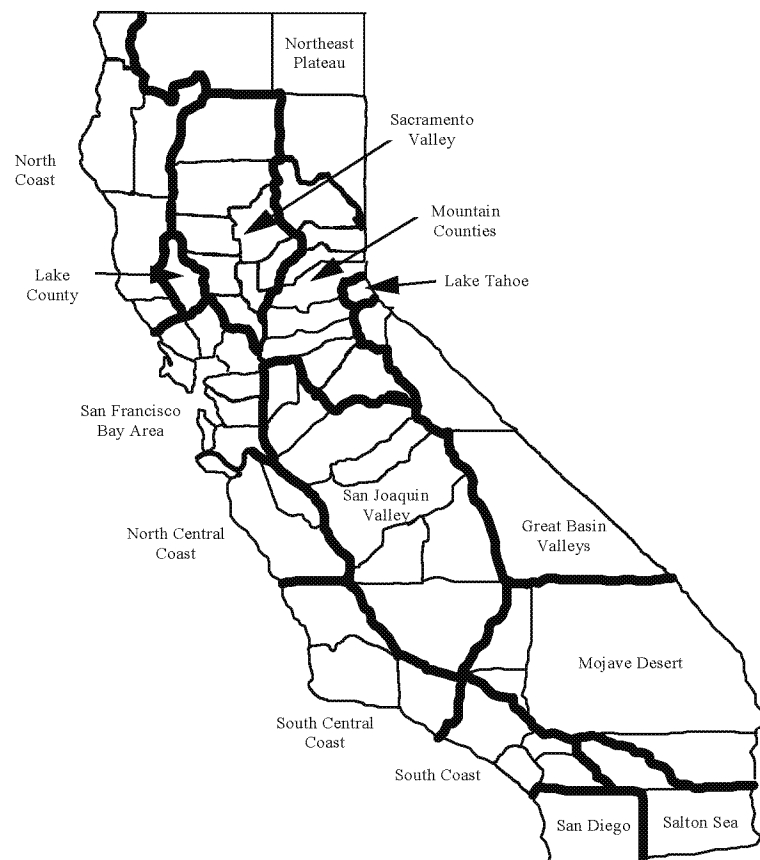 Northeast
Plateau
Sacramento
Valley
North
Coast
Mountain
Counties
Lake
County
Lake Tahoe
San Francisco
Bay Area
San Joaquin
Valley
North Central
Coast
Great Basin
Valleys
Mojave Desert
South Central
Coast
South Coast
San Diego
Salton Sea